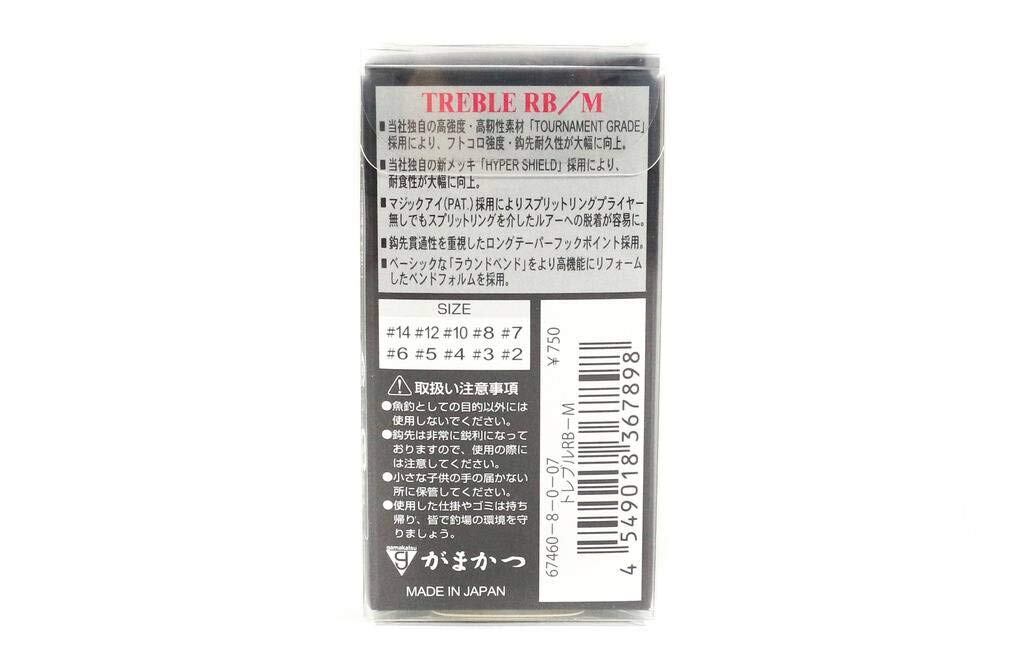 TREBLE RB/M
■当社独自の高強度・高靭性素材「TOURNAMENT GRADE」
採用により、フトコロ強度・鈎先耐久性が大幅に向上。
■当社独自の新メッキ「HYPER SHIELD」採用により、
耐食性が大幅に向上。
■マジックアイ(PAT.)採用によりスプリットリングプライヤー
無しでもスプリットリングを介したルアーへの脱着が容易に。
■鈎先貫通性を重視したロングテーパーフックポイント採用。
■ベーシックな「ラウンドベンド」をより高機能にリフォーム
したベンドフォルムを採用。
SIZE
#14 #12 #10 #8 #7
#6 #5 #4 #3 #2
取扱い注意事項
●魚釣としての目的以外には
使用しないでください。
●鈎先は非常に鋭利になって
おりますので、使用の際に
は注意してください。
●小さな子供の手の届かない
所に保管してください。
●使用した仕掛やゴミは持ち
帰り、皆で釣場の環境を守
りましょう。
gamakatsu
がまかつ
MADE IN JAPAN
¥750
67460-8-0-07
トレブルRB-M
4 549018 367898